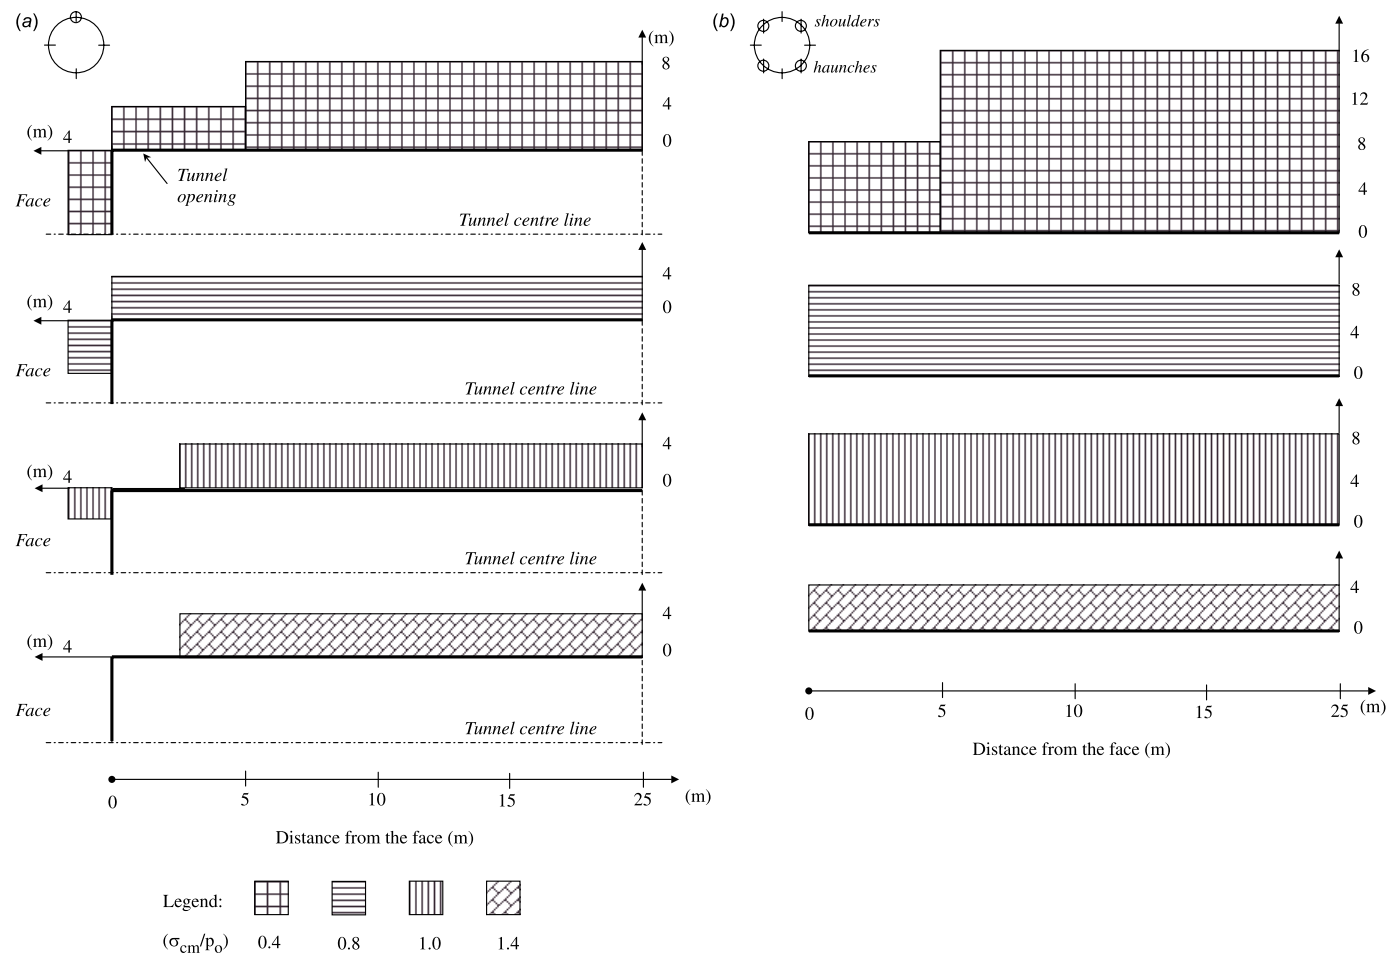 (a)
(m)
8
4
0
(m) 4
Tunnel
opening
Face
Tunnel centre line
4
0
(m) 4
Face
Tunnel centre line
4
0
(m) 4
Face
Tunnel centre line
4
0
(m) 4
Face
Tunnel centre line
0 5 10 15 25 (m)
Distance from the face (m)
Legend:
(σcm/po) 0.4 0.8 1.0 1.4
(b)
shoulders
haunches
16
12
8
4
0
8
4
0
8
4
0
4
0
0 5 10 15 25 (m)
Distance from the face (m)